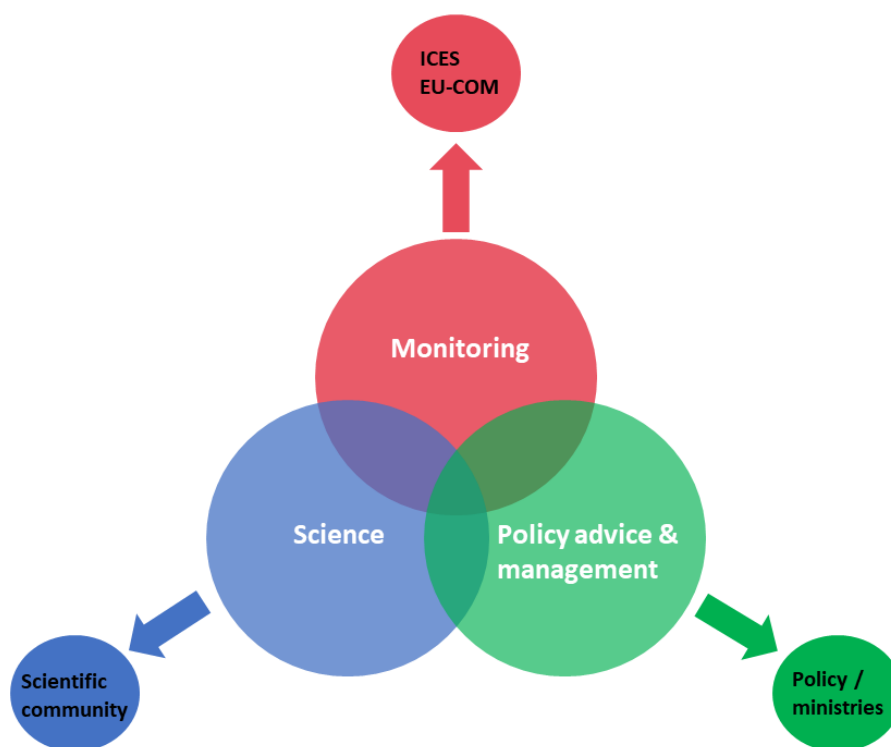 ICES
EU-COM
Monitoring
Science
Policy advice &
management
Scientific
community
Policy /
ministries